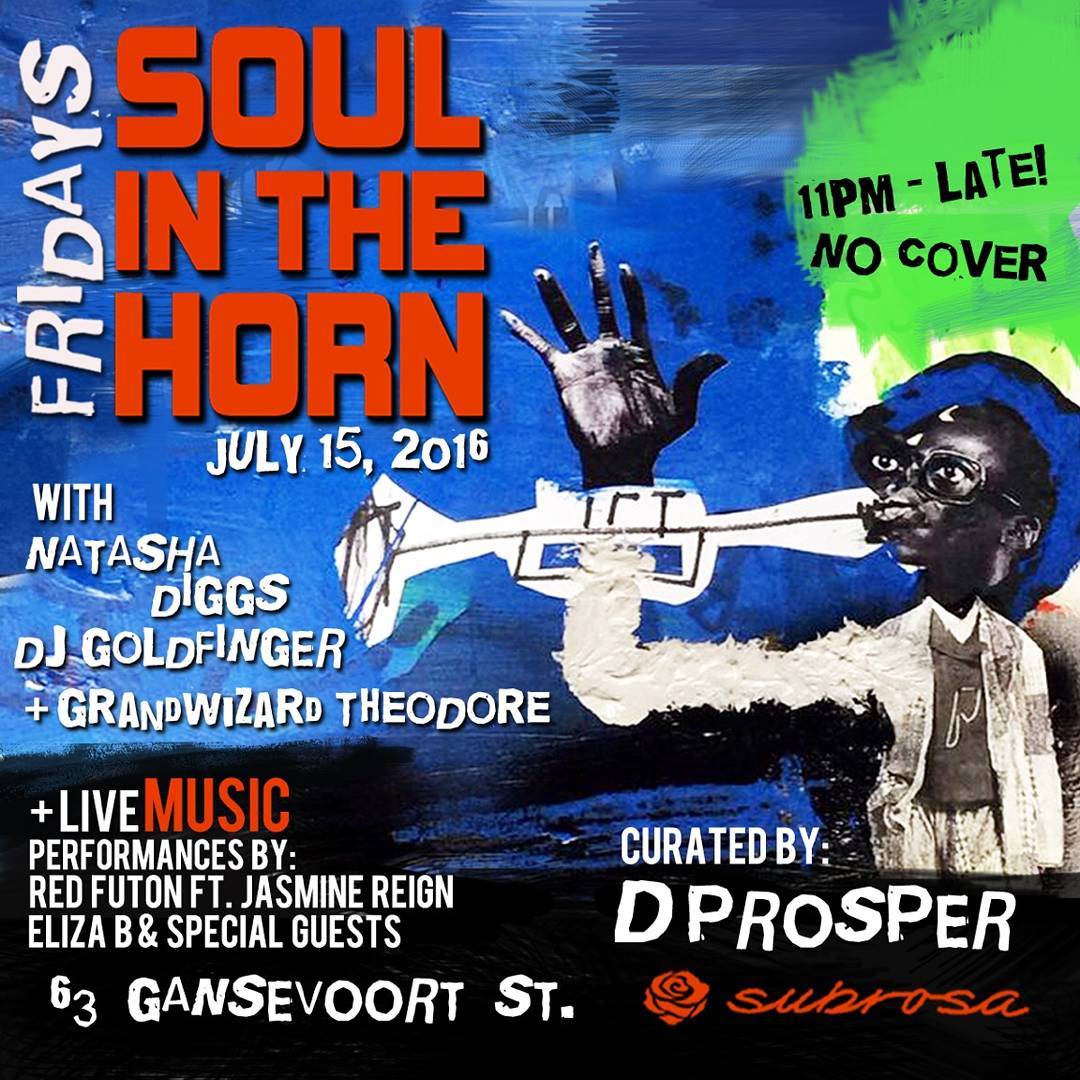 FRIDAYS
SOUL
IN THE
HORN
JULY 15, 2016
11PM - LATE!
NO COVER
WITH
NATASHA
DIGGS
DJ GOLDFINGER
+ GRANDWIZARD THEODORE
+ LIVE MUSIC
PERFORMANCES BY:
RED FUTON FT. JASMINE REIGN
ELIZA B & SPECIAL GUESTS
CURATED BY:
D PROSPER
63 GANSEVOORT ST.
subrosa